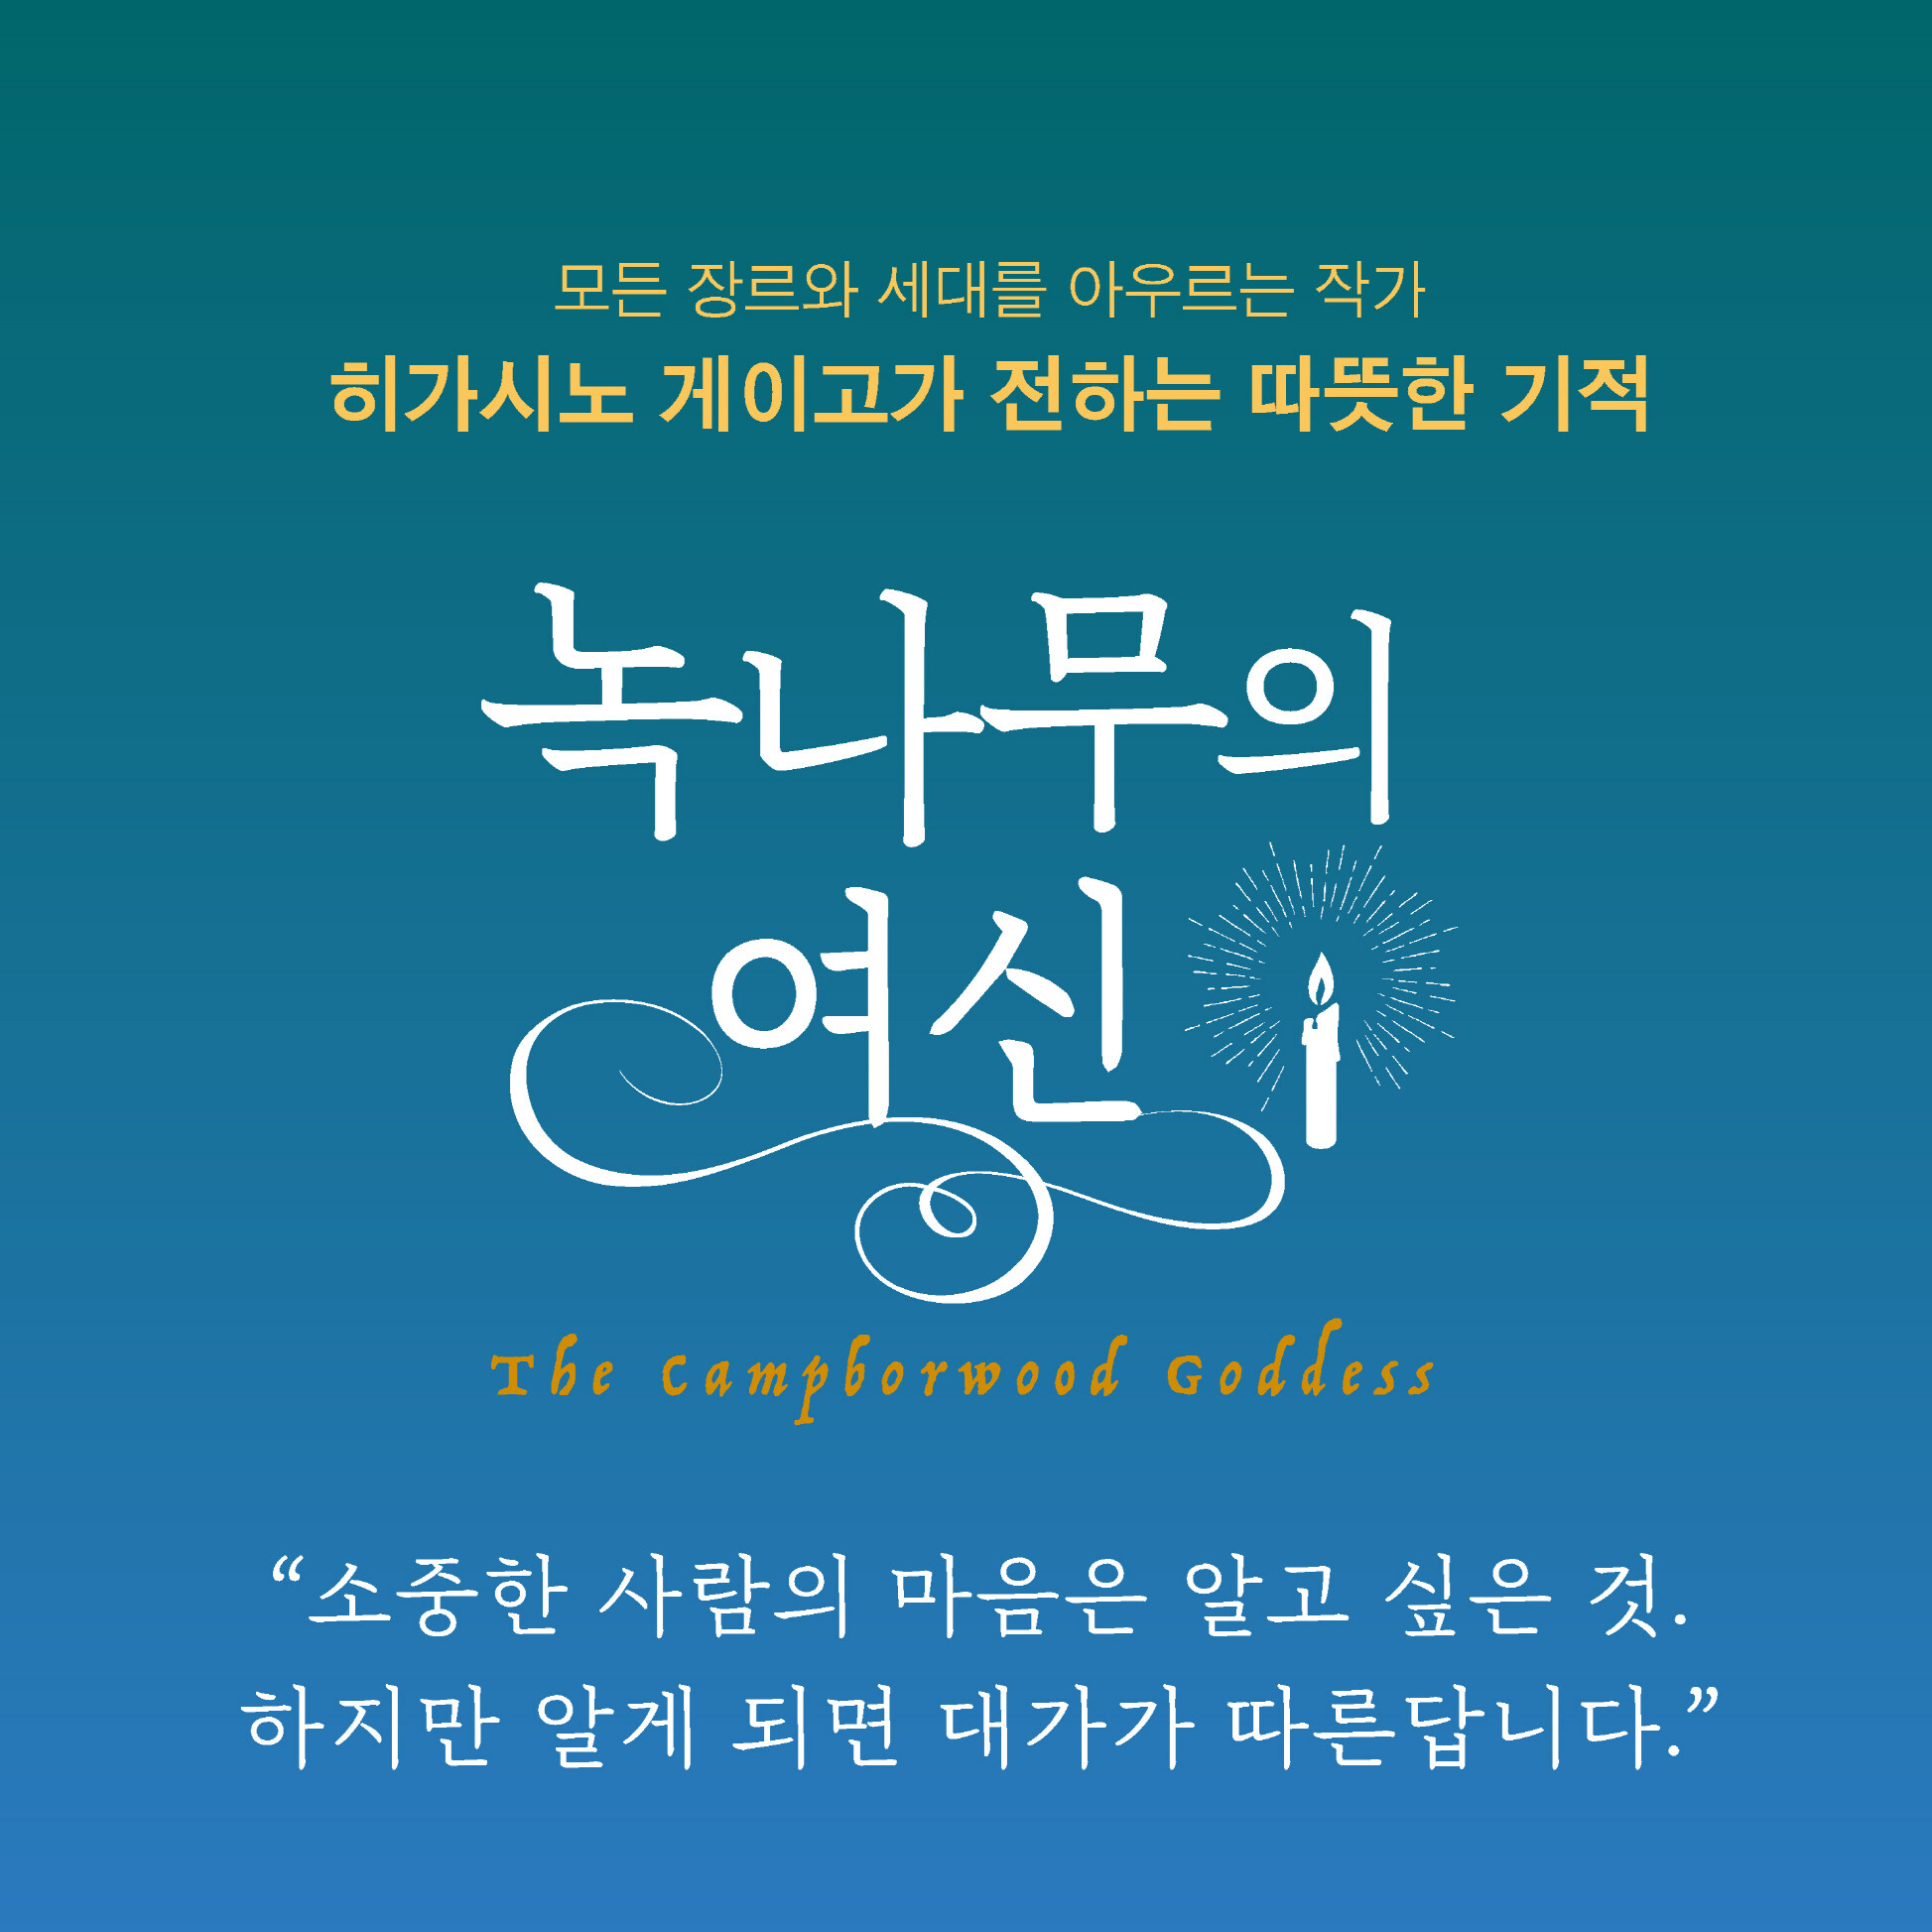 모든 장르와 세대를 아우르는 작가
히가시노 게이고가 전하는 따뜻한 기적
녹나무의
여신
The Camphorwood Goddess
“소중한 사람의 마음은 알고 싶은 것.
하지만 알게 되면 대가가 따른답니다.”